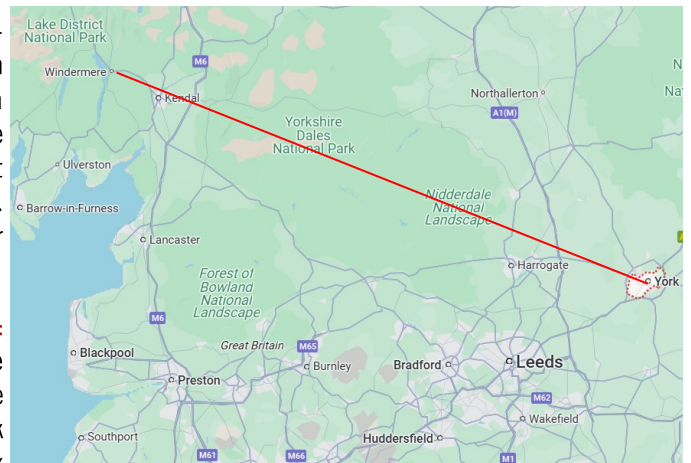 Lake District
National Park
M6
Windermere
Kendal
Northallerton
A1(M)
Yorkshire
Dales
National Park
Ulverston
Nidderdale
National
Landscape
Barrow-in-Furness
Lancaster
Harrogate
York
Forest of
Bowland
National
Landscape
M6
Great Britain
M65
Blackpool
Burnley
Bradford
Leeds
Preston
M62
Wakefield
Southport
Huddersfield
M61
M66
M1